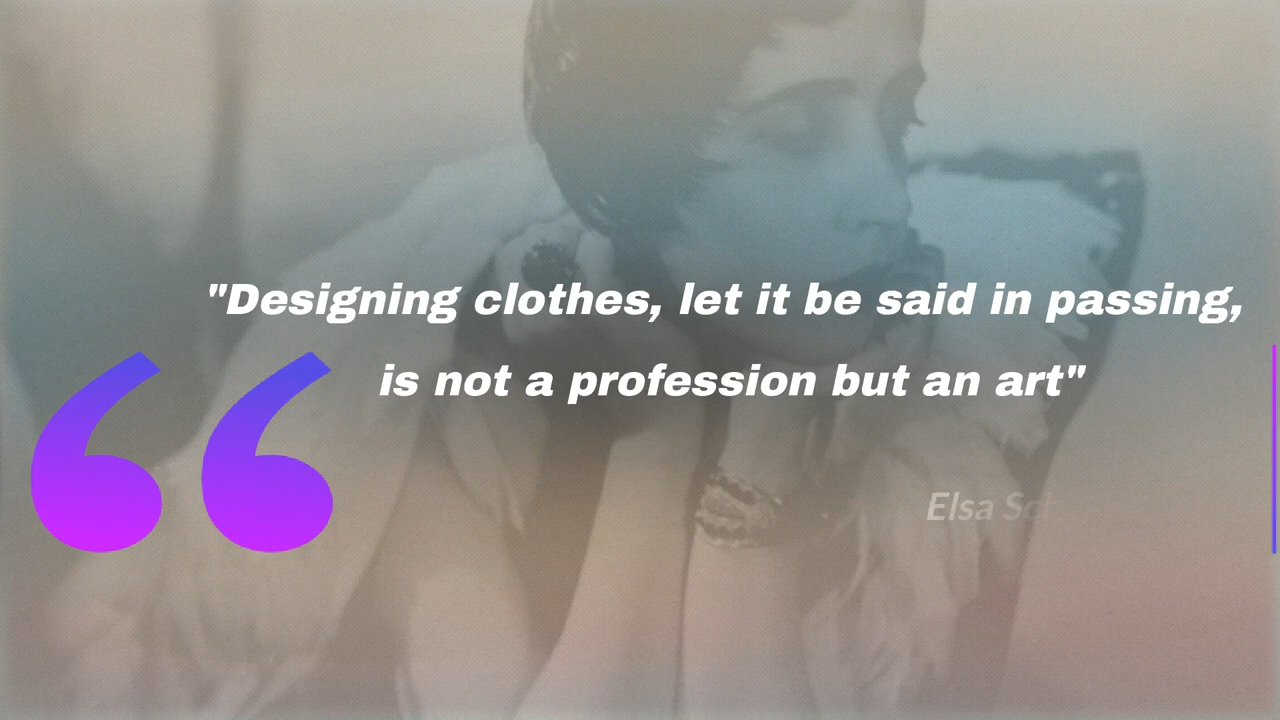 "Designing clothes, let it be said in passing,
is not a profession but an art"
Elsa